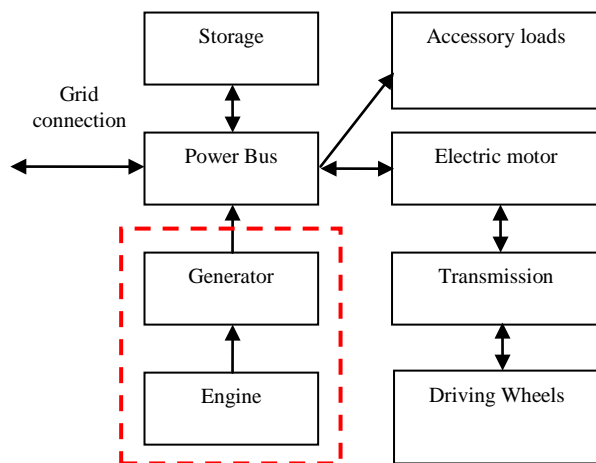 Storage
Accessory loads
Grid
connection
Power Bus
Electric motor
Generator
Transmission
Engine
Driving Wheels